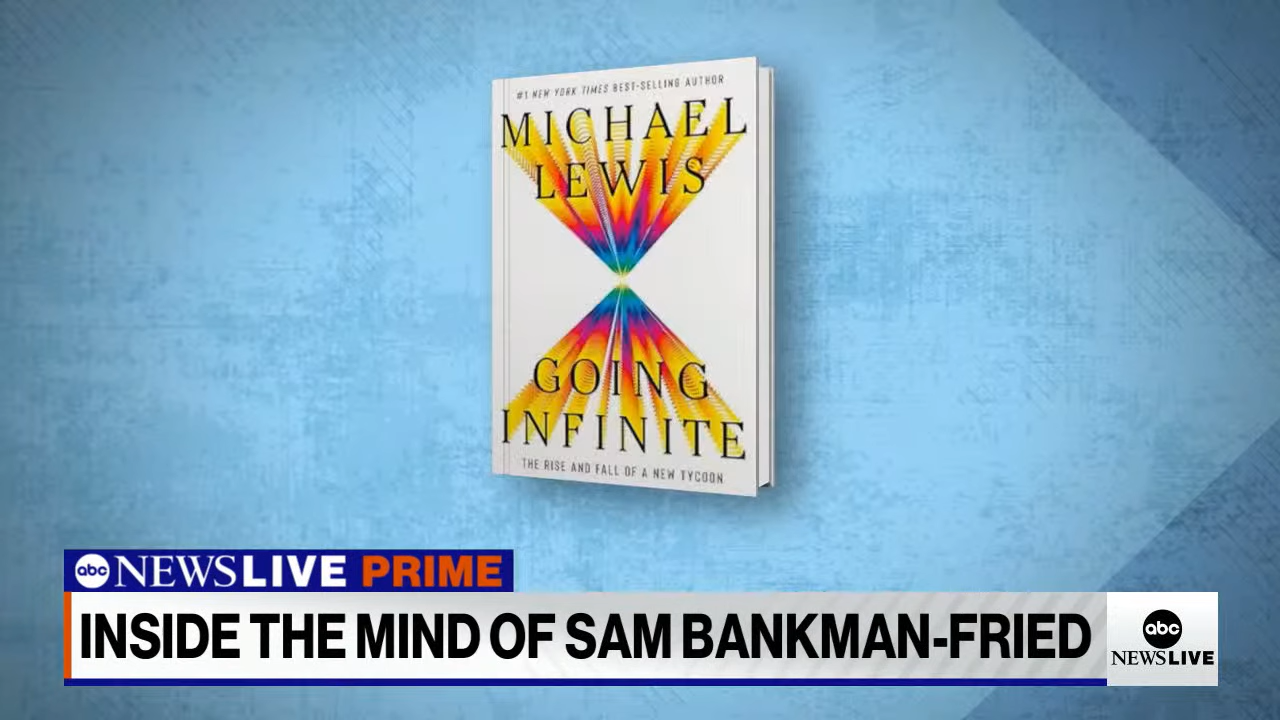 #1 NEW YORK TIMES BEST-SELLING AUTHOR
MICHAEL
LEWIS
GOING
INFINITE
THE RISE AND FALL OF A NEW TYCOON
abc NEWS LIVE PRIME
INSIDE THE MIND OF SAM BANKMAN-FRIED
abc
NEWS LIVE